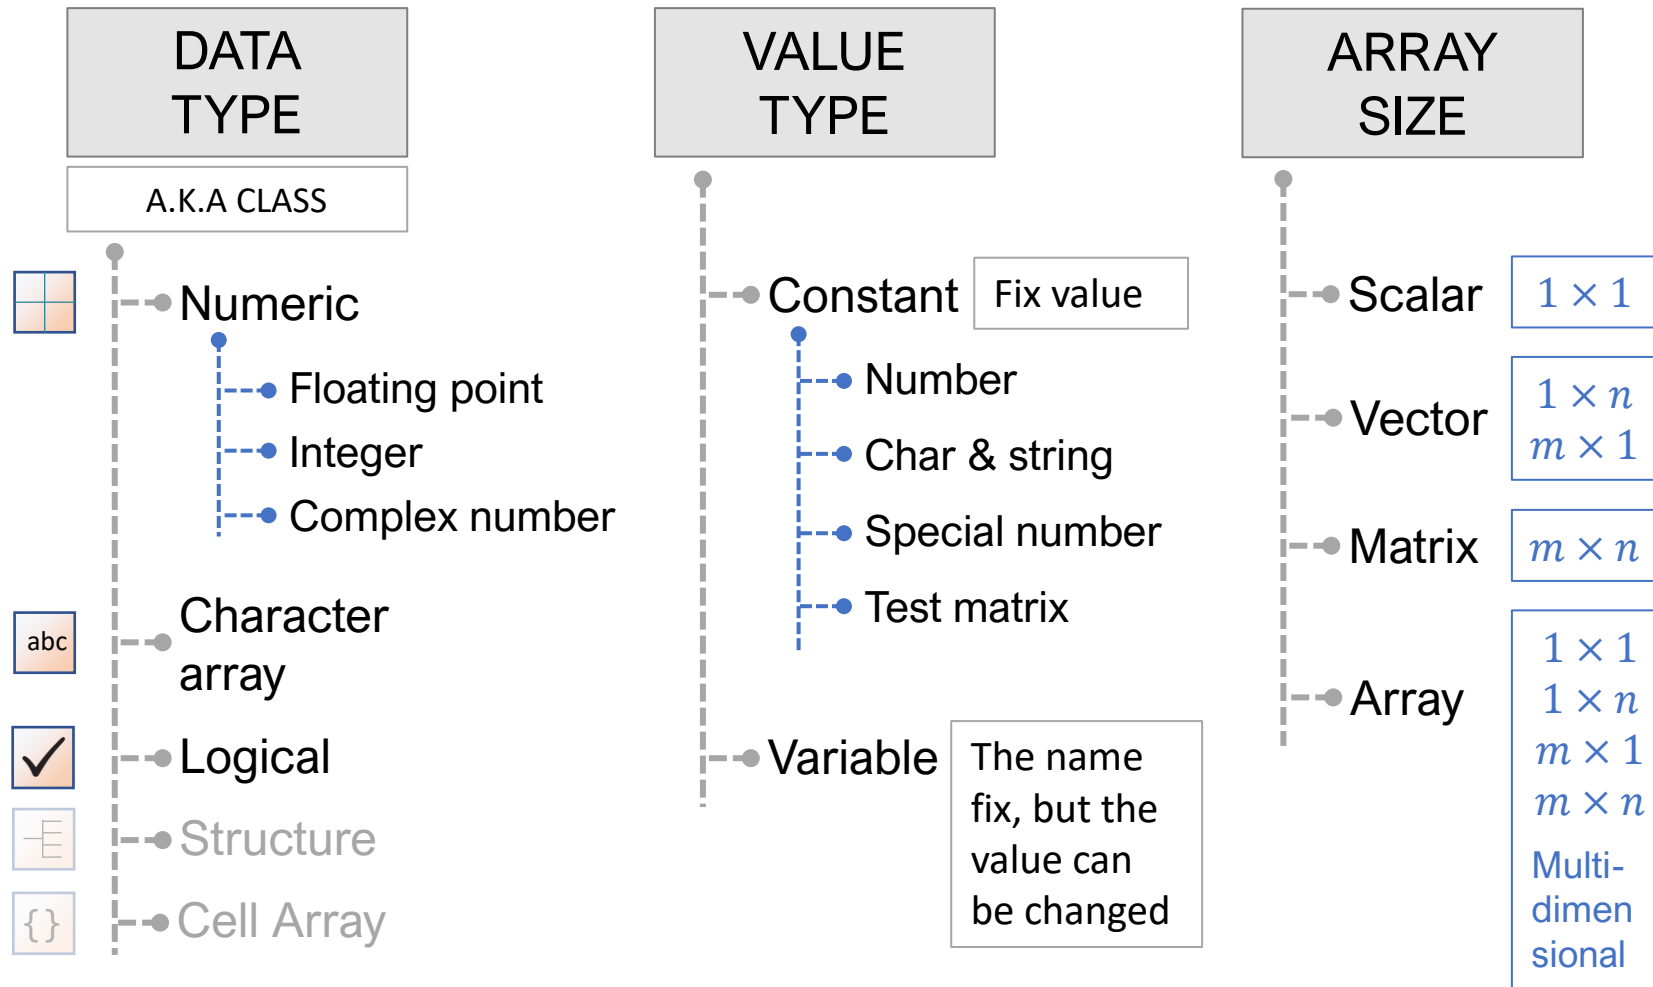 DATA
TYPE
A.K.A CLASS
Numeric
Floating point
Integer
Complex number
abc
Character
array
Logical
Structure
{}
Cell Array
VALUE
TYPE
Constant
Fix value
Number
Char & string
Special number
Test matrix
Variable
The name
fix, but the
value can
be changed
ARRAY
SIZE
Scalar
1 × 1
Vector
1 × n
m × 1
Matrix
m × n
Array
1 × 1
1 × n
m × 1
m × n
Multi-
dimen
sional